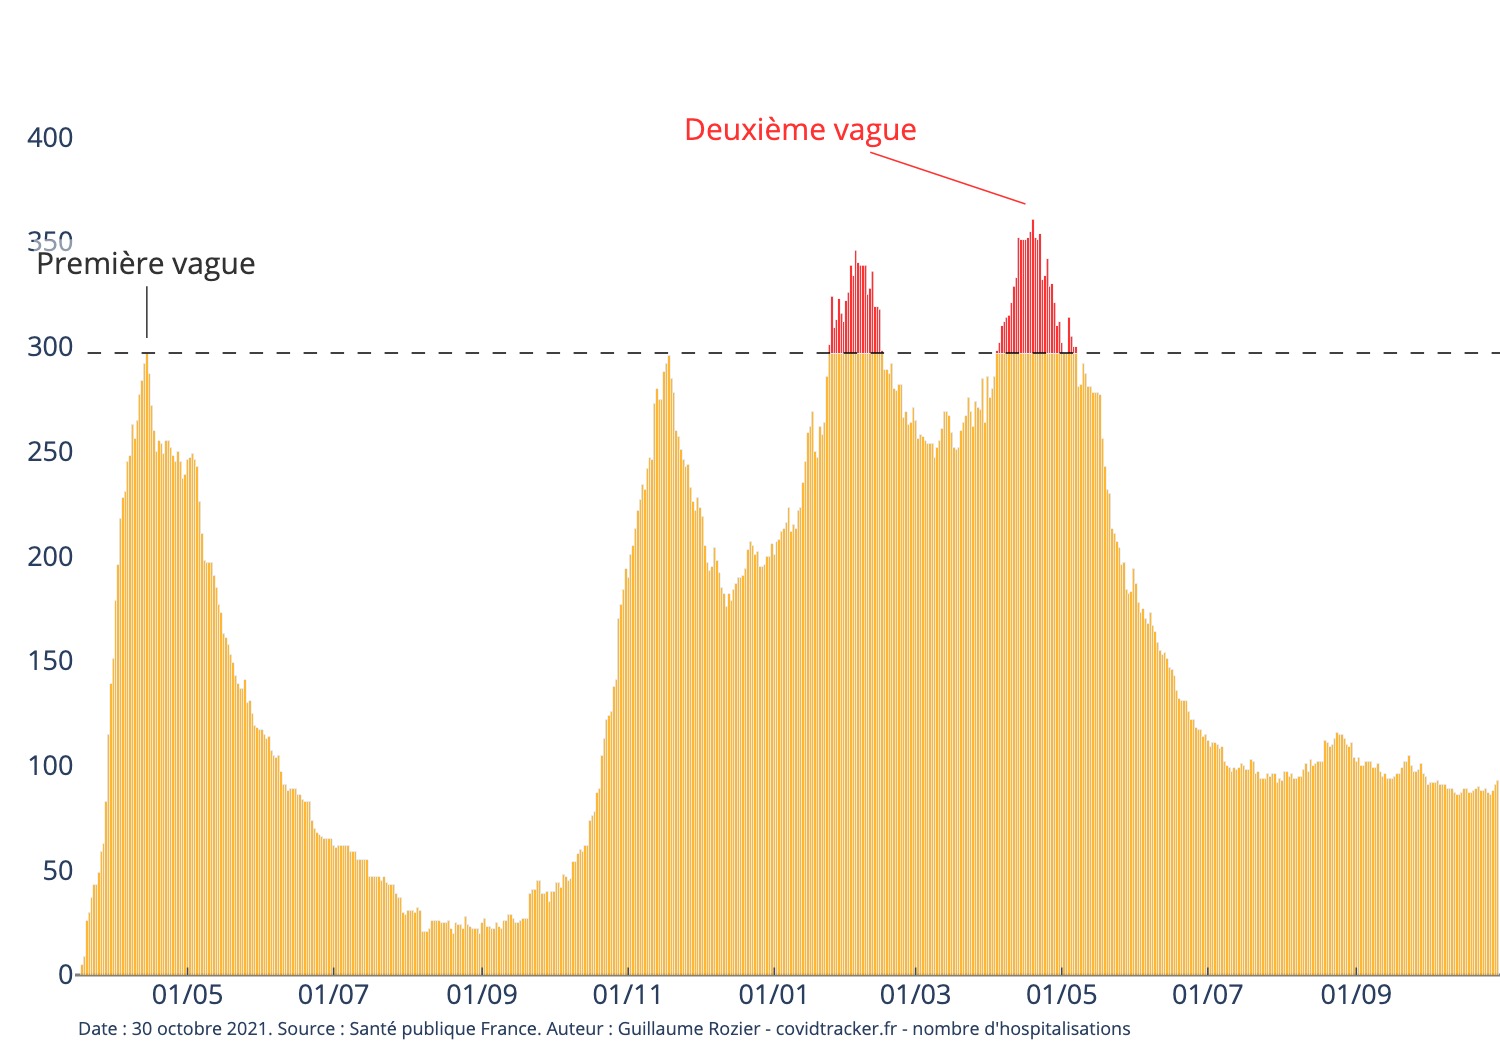 Deuxième vague
400
350
Première vague
300
250
200
150
100
50
0
01/05 01/07 01/09 01/11 01/01 01/03 01/05 01/07 01/09
Date : 30 octobre 2021. Source : Santé publique France. Auteur : Guillaume Rozier - covidtracker.fr - nombre d'hospitalisations